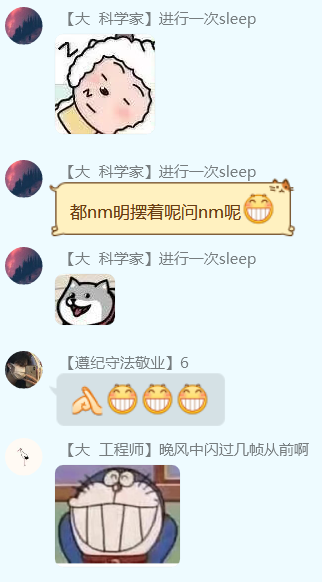 【大 科学家】进行一次sleep
【大 科学家】进行一次sleep
都nm明摆着呢问nm呢😁
【大 科学家】进行一次sleep
【遵纪守法敬业】6
【大 工程师】晚风中闪过几帧从前啊